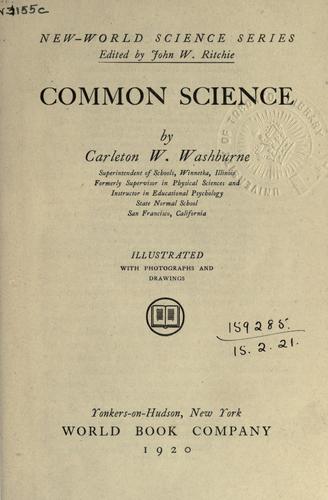 NEW-WORLD SCIENCE SERIES
Edited by John W. Ritchie
COMMON SCIENCE
by
Carleton W. Washburne
Superintendent of Schools, Winnetka, Illinois
Formerly Supervisor in Physical Sciences and
Instructor in Educational Psychology
State Normal School
San Francisco, California
ILLUSTRATED
WITH PHOTOGRAPHS AND
DRAWINGS
159285.
15.2.21.
Yonkers-on-Hudson, New York
WORLD BOOK COMPANY
1920